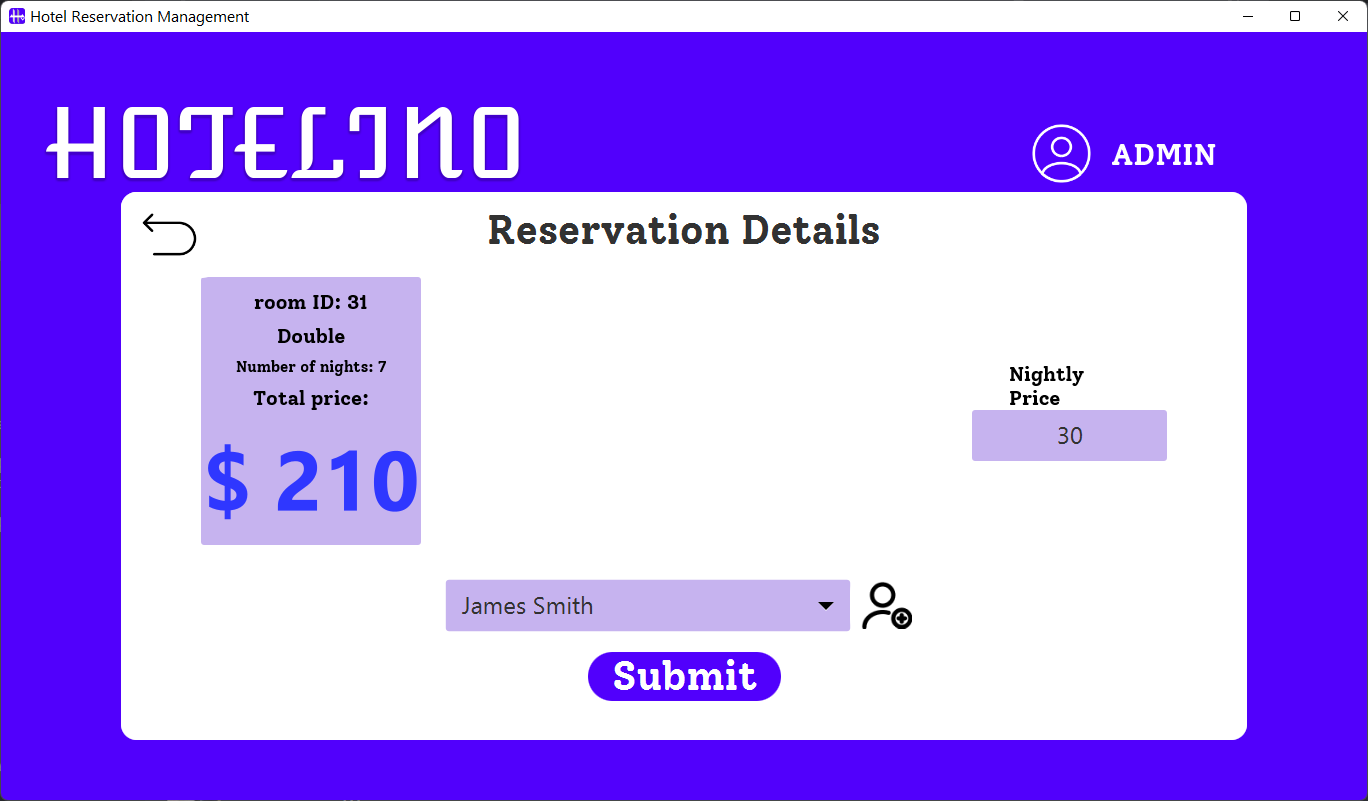 Hotel Reservation Management
HOTELINO
ADMIN
Reservation Details
room ID: 31
Double
Number of nights: 7
Total price:
$ 210
Nightly
Price
30
James Smith
Submit